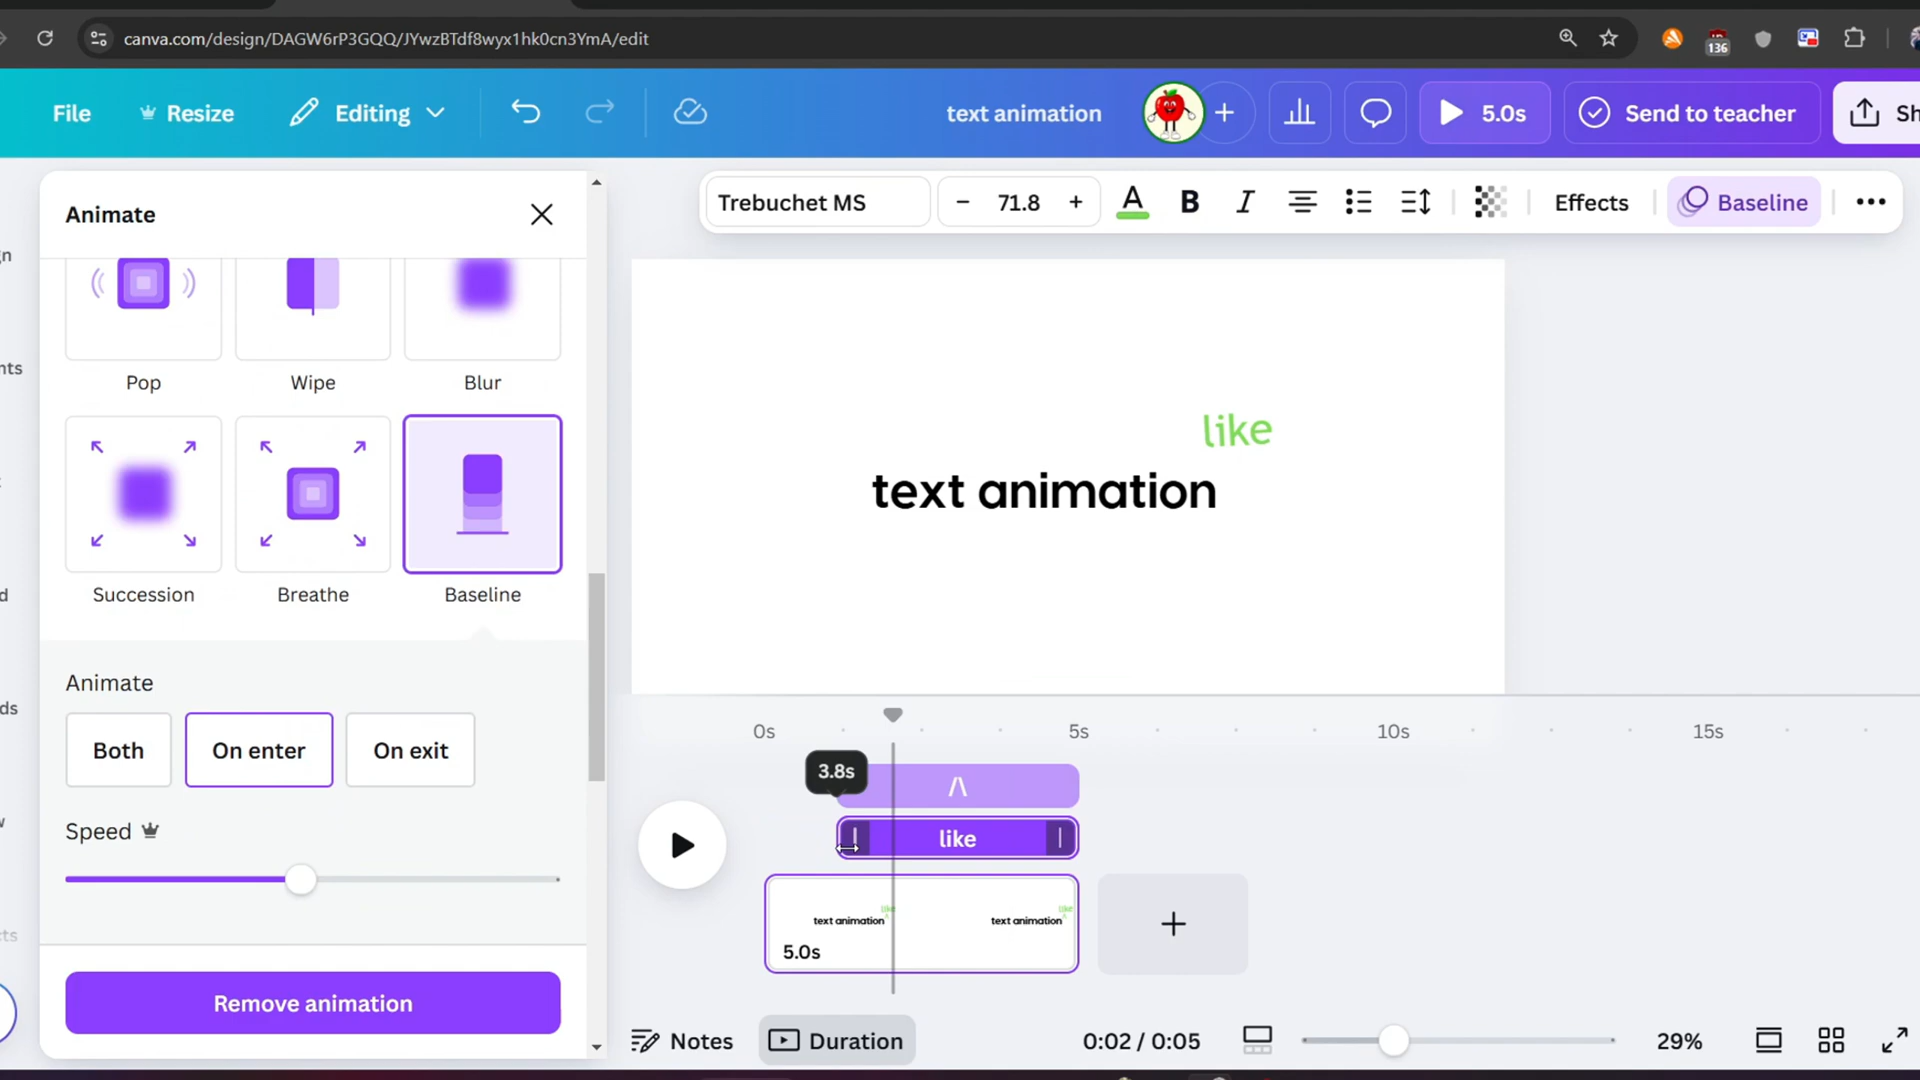 canva.com/design/DAGW6rP3GQQ/JYwzBTdf8wyx1hk0cn3YmA/edit
136
File
Resize
Editing
text animation
5.0s
Send to teacher
Sh
Animate
Trebuchet MS
− 71.8 +
A
B
I
Effects
Baseline
Pop
Wipe
Blur
Succession
Breathe
Baseline
like
text animation
Animate
Both
On enter
On exit
Speed
Remove animation
0s
5s
10s
15s
3.8s
/\
like
text animation
like
text animation
like
5.0s
Notes
Duration
0:02 / 0:05
29%